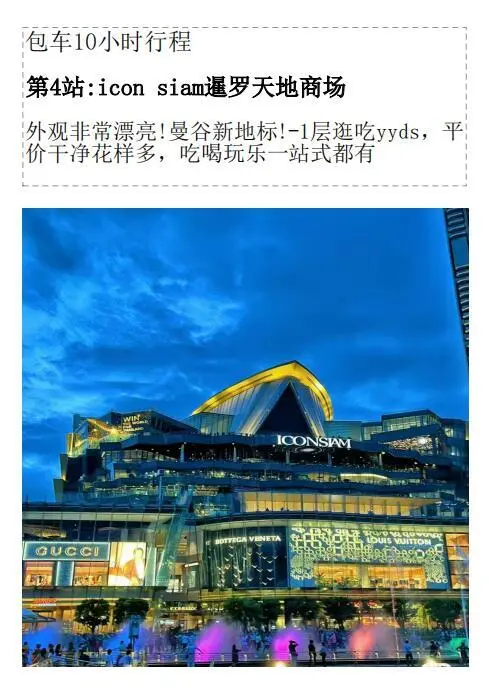 包车10小时行程
第4站:icon siam暹罗天地商场
外观非常漂亮!曼谷新地标!-1层逛吃yyds，平
价干净花样多，吃喝玩乐一站式都有
ICONSIAM
BOTTEGA VENETA
LOUIS VUITTON
GUCCI